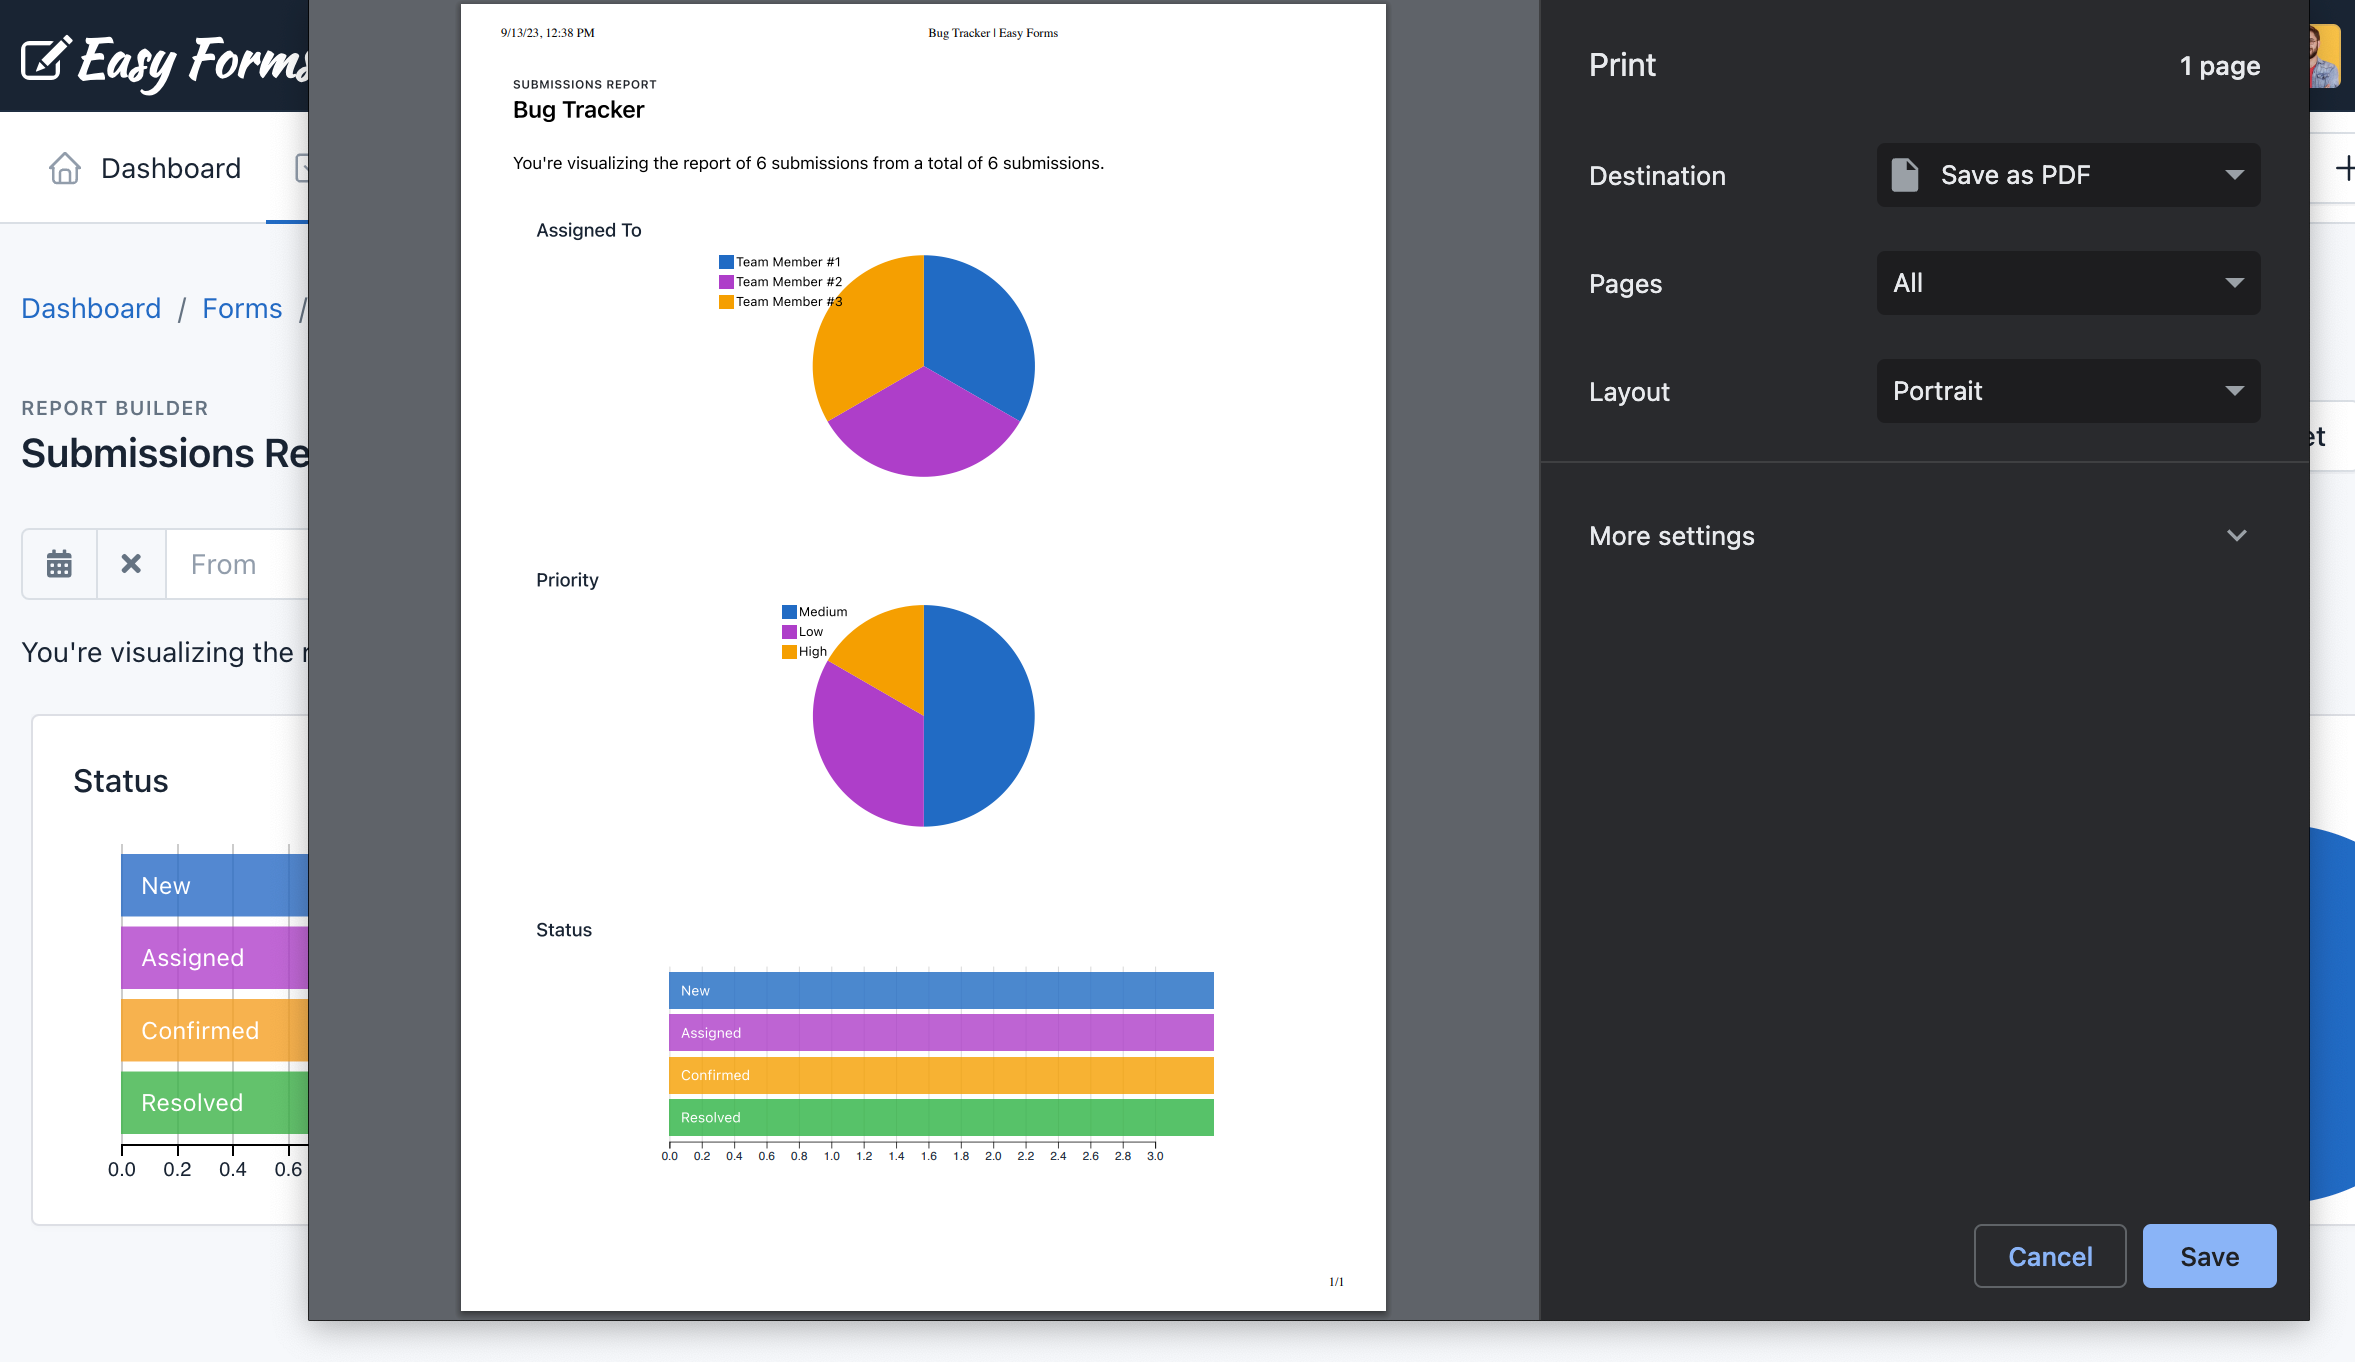 Easy Forms
Dashboard
Dashboard / Forms /
REPORT BUILDER
Submissions Re
From
You're visualizing the r
Status
New
Assigned
Confirmed
Resolved
0.0 0.2 0.4 0.6
9/13/23, 12:38 PM
Bug Tracker | Easy Forms
SUBMISSIONS REPORT
Bug Tracker
You're visualizing the report of 6 submissions from a total of 6 submissions.
Assigned To
Team Member #1
Team Member #2
Team Member #3
Priority
Medium
Low
High
Status
New
Assigned
Confirmed
Resolved
0.0 0.2 0.4 0.6 0.8 1.0 1.2 1.4 1.6 1.8 2.0 2.2 2.4 2.6 2.8 3.0
1/1
Print
1 page
Destination
Save as PDF
Pages
All
Layout
Portrait
More settings
Cancel
Save
et